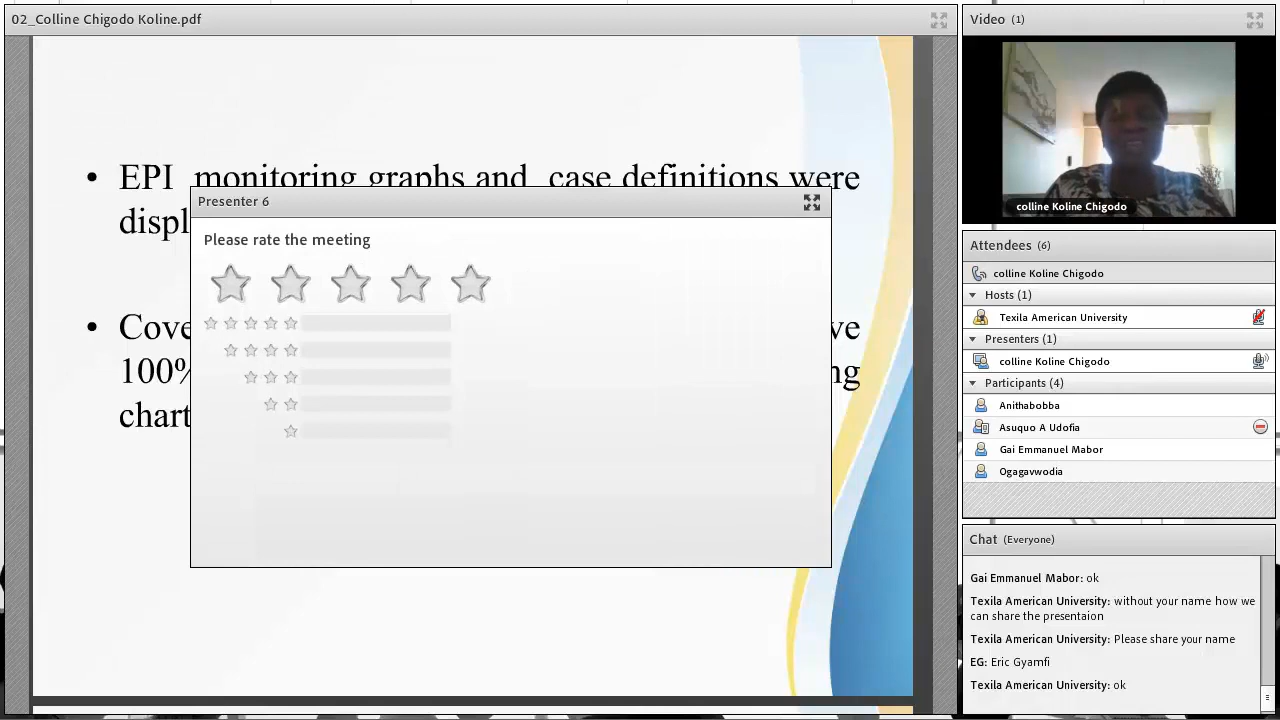 02_Colline Chigodo Koline.pdf
• EPI monitoring graphs and case definitions were
displ
• Cove ve
100% ng
chart
Presenter 6
Please rate the meeting
Video (1)
colline Koline Chigodo
Attendees (6)
colline Koline Chigodo
Hosts (1)
Texila American University
Presenters (1)
colline Koline Chigodo
Participants (4)
Anithabobba
Asuquo A Udofia
Gai Emmanuel Mabor
Ogagavwodia
Chat (Everyone)
Gai Emmanuel Mabor: ok
Texila American University: without your name how we
can share the presentaion
Texila American University: Please share your name
EG: Eric Gyamfi
Texila American University: ok